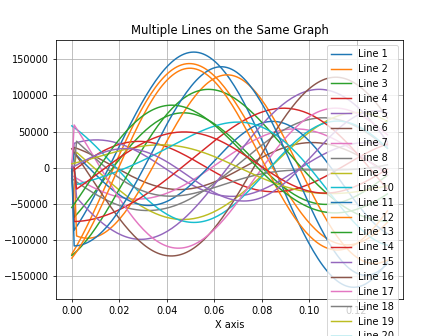 Multiple Lines on the Same Graph
150000
100000
50000
0
−50000
−100000
−150000
0.00
0.02
0.04
0.06
0.08
0.10
X axis
Line 1
Line 2
Line 3
Line 4
Line 5
Line 6
Line 7
Line 8
Line 9
Line 10
Line 11
Line 12
Line 13
Line 14
Line 15
Line 16
Line 17
Line 18
Line 19
Line 20